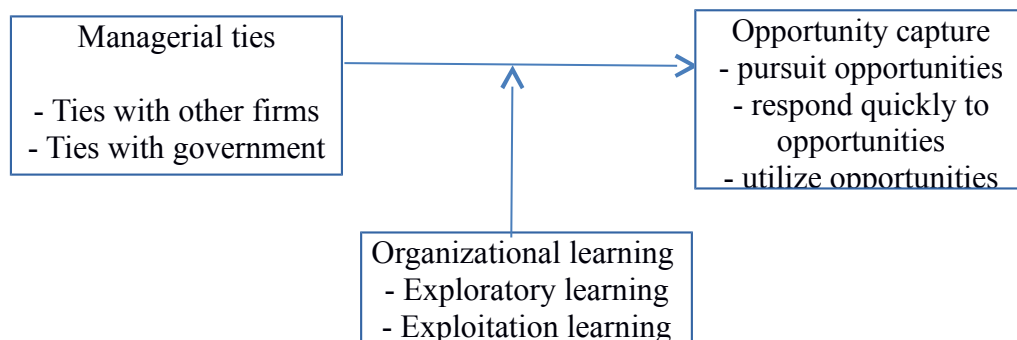 Managerial ties
- Ties with other firms
- Ties with government
Opportunity capture
- pursuit opportunities
- respond quickly to
opportunities
- utilize opportunities
Organizational learning
- Exploratory learning
- Exploitation learning